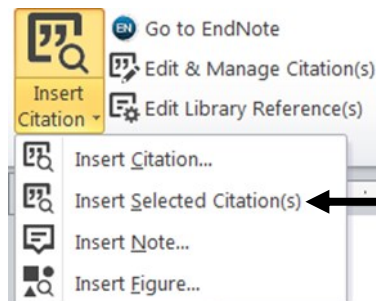 EN Go to EndNote
Edit & Manage Citation(s)
Insert
Citation
Edit Library Reference(s)
Insert Citation...
Insert Selected Citation(s)
Insert Note...
Insert Figure...